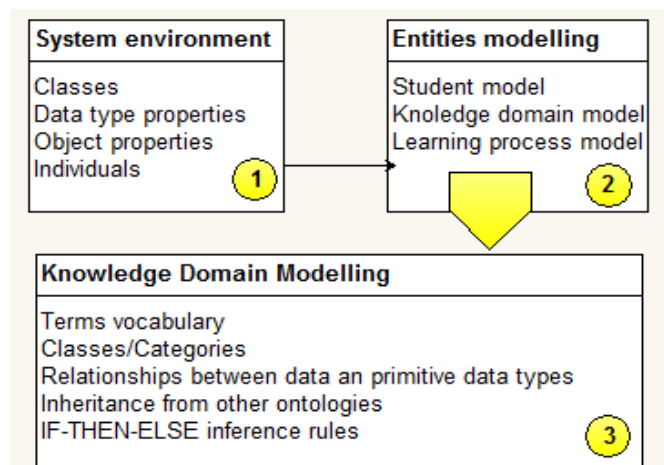 System environment
Classes
Data type properties
Object properties
Individuals
1
Entities modelling
Student model
Knoledge domain model
Learning process model
2
Knowledge Domain Modelling
Terms vocabulary
Classes/Categories
Relationships between data an primitive data types
Inheritance from other ontologies
IF-THEN-ELSE inference rules
3